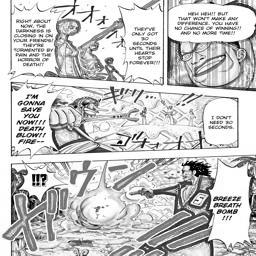 HEH HEH!! BUT
THAT WON'T MAKE ANY
DIFFERENCE. YOU HAVE
NO CHANCE OF WINNING!!
AND NO MORE TIME!!
THEY'VE
ONLY GOT
30 SECONDS
UNTIL THEIR
HEARTS STOP
FOREVER!!!
RIGHT ABOUT
NOW, THE
DARKNESS IS
CLOSING IN ON
YOUR FRIENDS!
THEY'RE
TORMENTED BY
PAIN AND THE
HORROR OF
DEATH!
I DON'T NEED
30 SECONDS.
I'M
GONNA
SAVE
YOU
NOW!!!
DEATH
BLOW!!
FIRE--
ウン
!!?
BREEZE
BREATH
BOMB
!!!